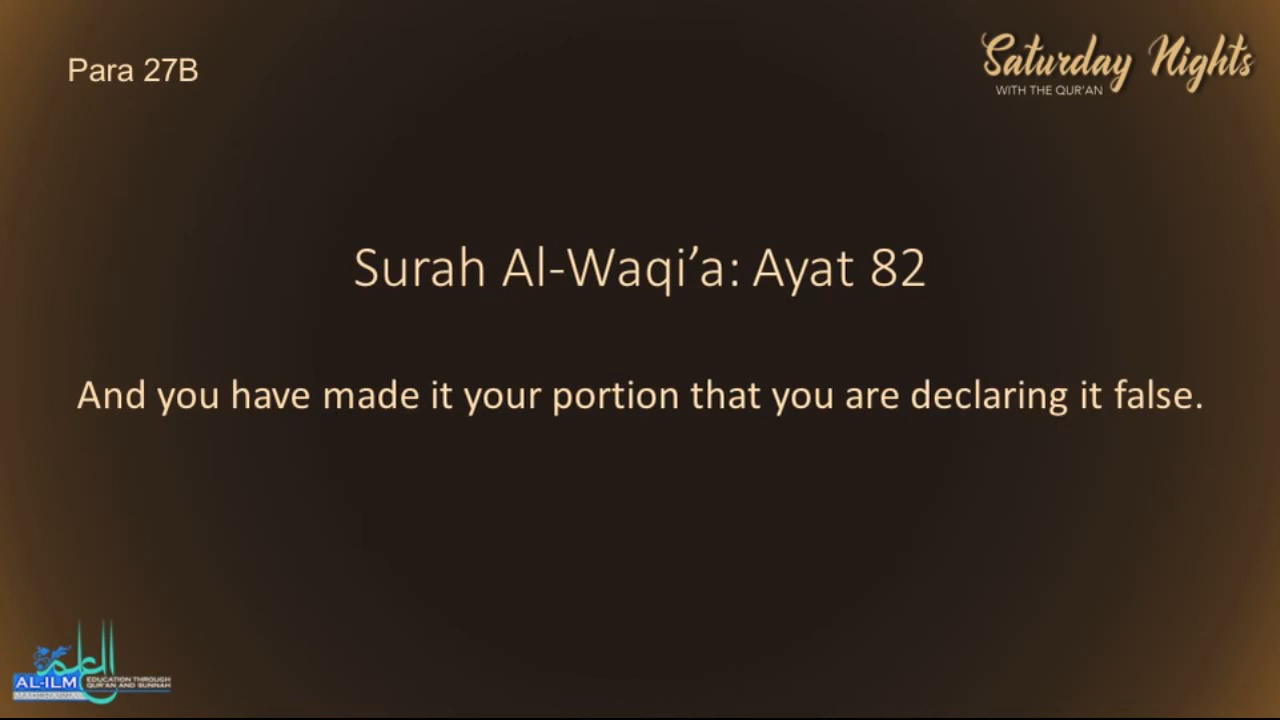 Para 27B
Saturday Nights
WITH THE QUR'AN
Surah Al-Waqi’a: Ayat 82
And you have made it your portion that you are declaring it false.
العلم
AL-ILM
EDUCATION THROUGH
QUR'AN AND SUNNAH